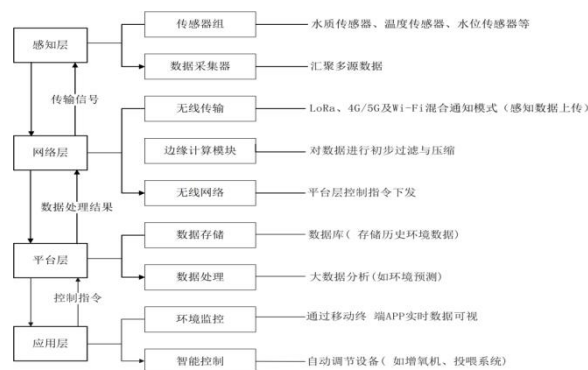 传感器组
水质传感器、温度传感器、水位传感器等
感知层
数据采集器
汇聚多源数据
传输信号
无线传输
LoRa、4G/5G及Wi-Fi混合通知模式（感知数据上传）
网络层
边缘计算模块
对数据进行初步过滤与压缩
无线网络
平台层控制指令下发
数据处理结果
数据存储
数据库( 存储历史环境数据)
平台层
数据处理
大数据分析(如环境预测)
控制指令
环境监控
通过移动终 端APP实时数据可视
应用层
智能控制
自动调节设备( 如增氧机、投喂系统)